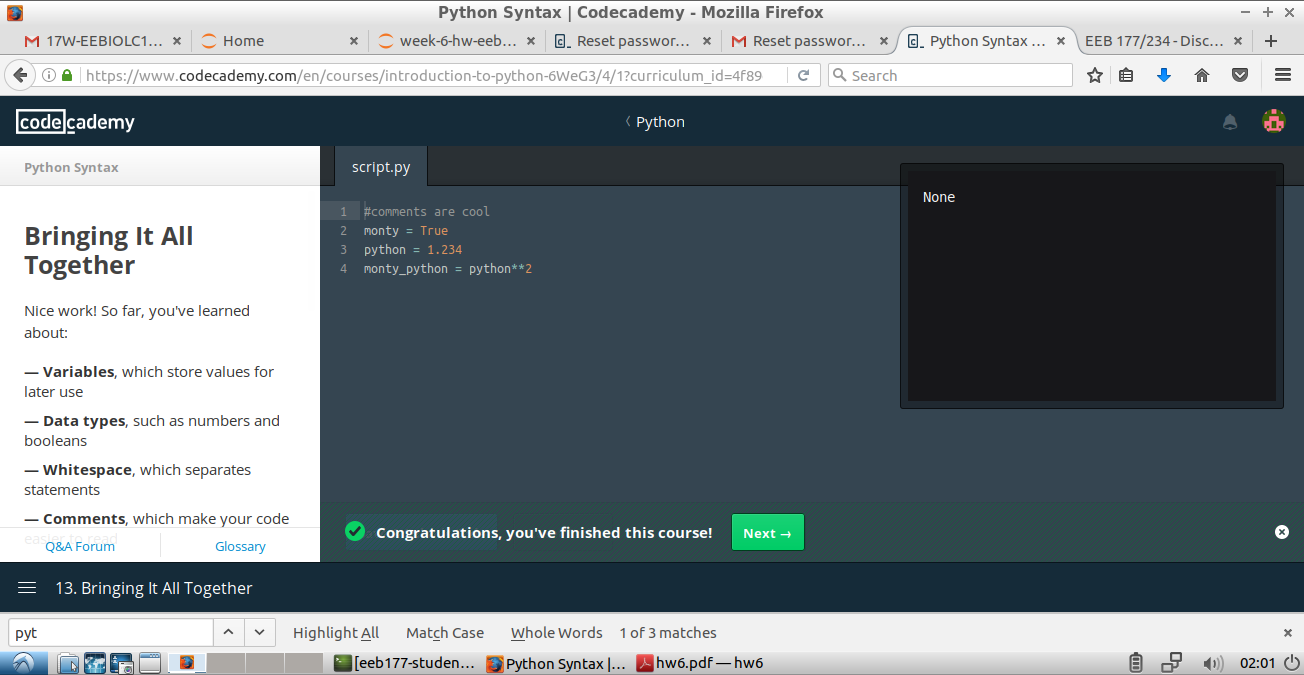 Python Syntax | Codecademy - Mozilla Firefox
17W-EEBIOLC1... Home week-6-hw-eeb... Reset passwor... Reset passwor... Python Syntax ... EEB 177/234 - Disc...
https://www.codecademy.com/en/courses/introduction-to-python-6WeG3/4/1?curriculum_id=4f89 Search
codecademy
Python
Python Syntax
script.py
Bringing It All
Together
Nice work! So far, you've learned
about:
— Variables, which store values for
later use
— Data types, such as numbers and
booleans
— Whitespace, which separates
statements
— Comments, which make your code
easier to read
Q&A Forum Glossary
1 #comments are cool
2 monty = True
3 python = 1.234
4 monty_python = python**2
None
Congratulations, you've finished this course! Next →
13. Bringing It All Together
pyt Highlight All Match Case Whole Words 1 of 3 matches
[eeb177-studen... Python Syntax |... hw6.pdf — hw6 02:01